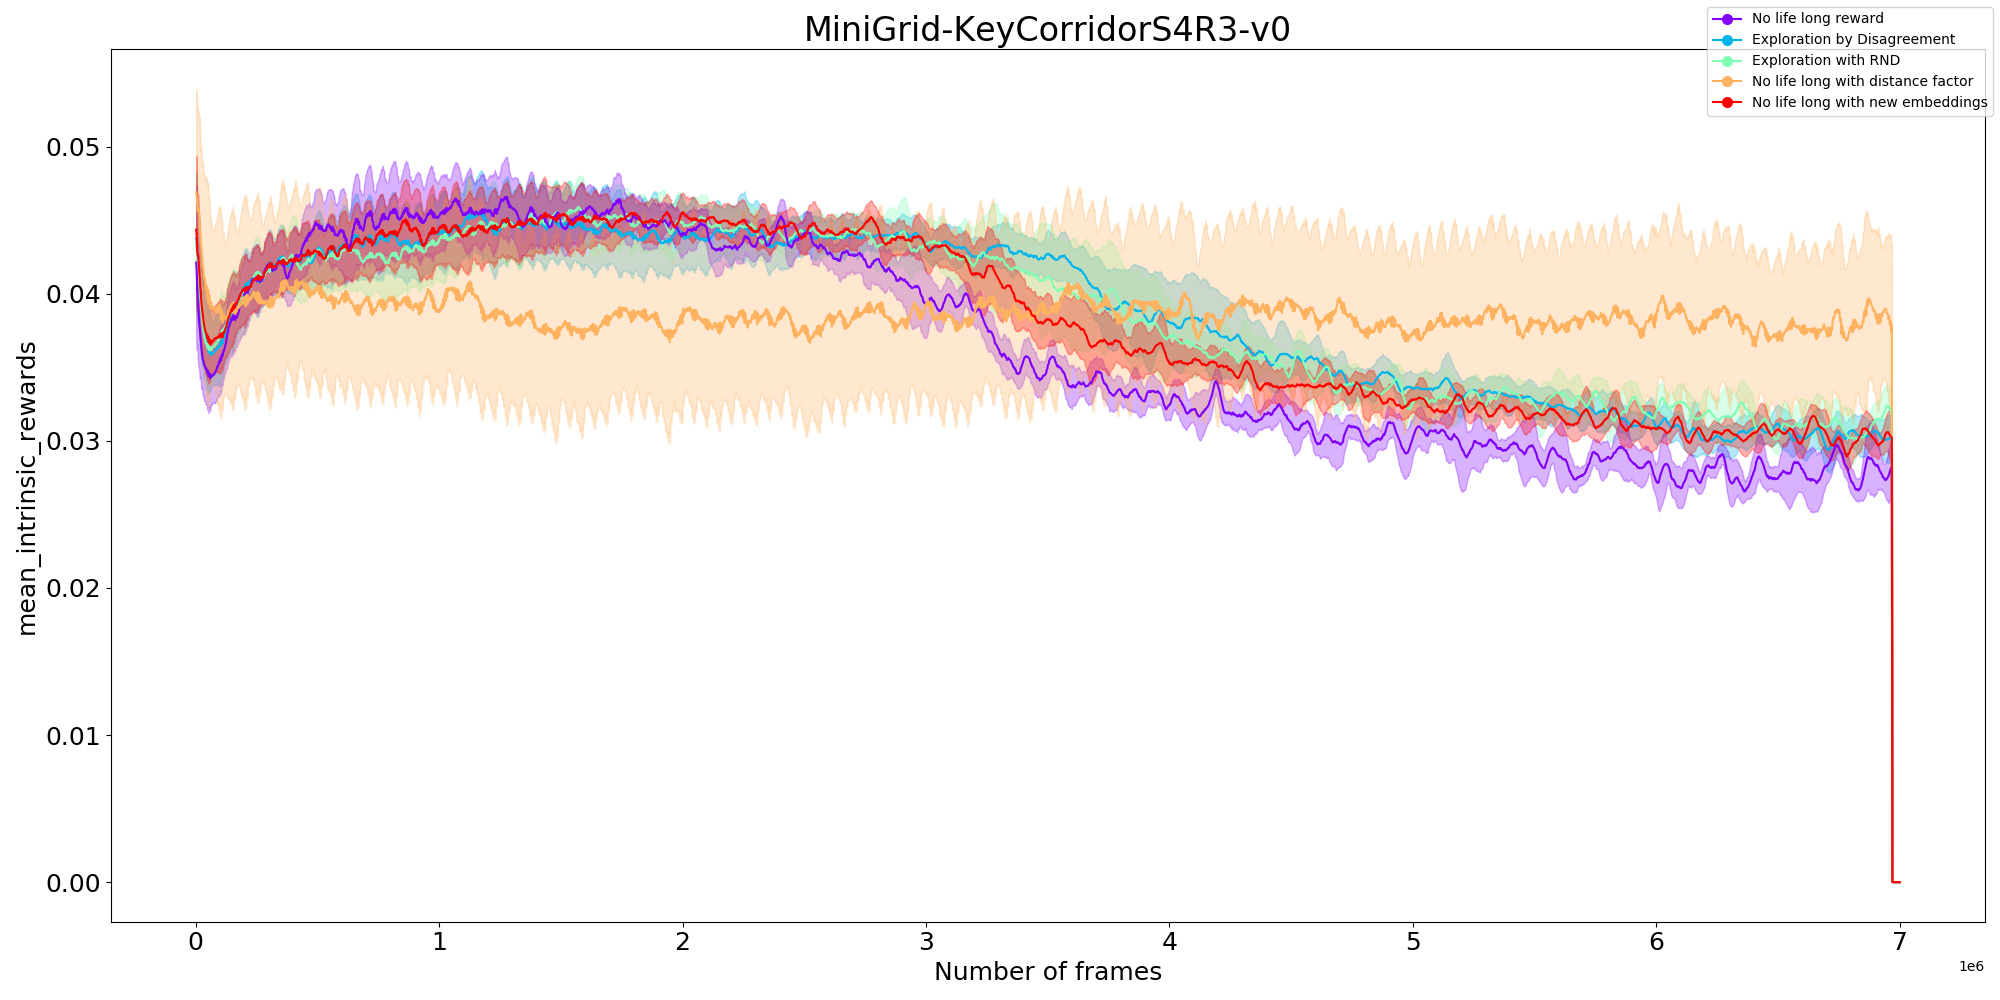 MiniGrid-KeyCorridorS4R3-v0
No life long reward
Exploration by Disagreement
Exploration with RND
No life long with distance factor
No life long with new embeddings
mean_intrinsic_rewards
0.05
0.04
0.03
0.02
0.01
0.00
0 1 2 3 4 5 6 7
Number of frames
1e6